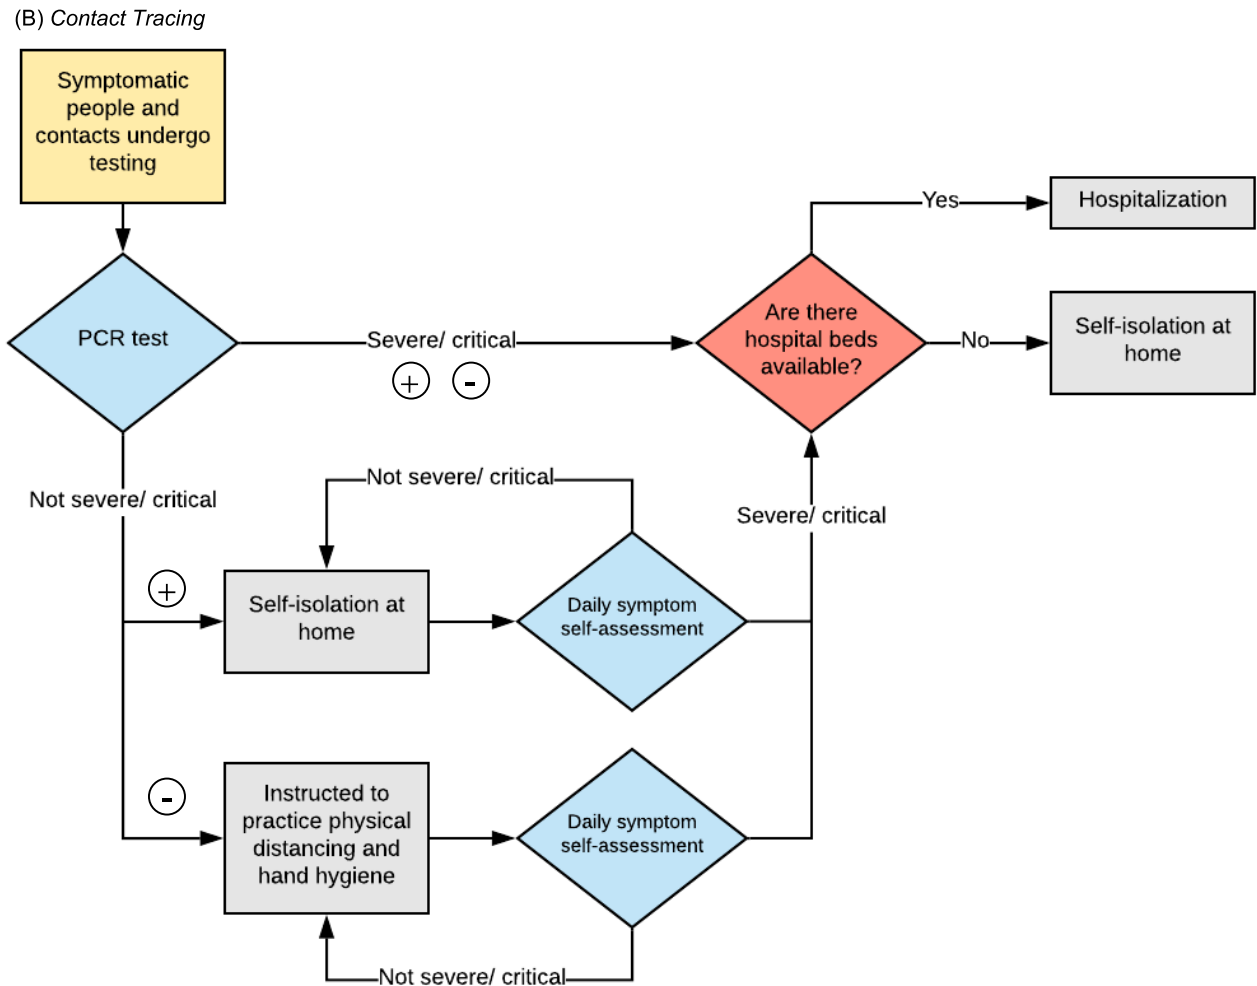 (B) Contact Tracing
Symptomatic
people and
contacts undergo
testing
PCR test
Severe/ critical
+ -
Are there
hospital beds
available?
Yes
Hospitalization
No
Self-isolation at
home
Not severe/ critical
Not severe/ critical
Severe/ critical
+
Self-isolation at
home
Daily symptom
self-assessment
-
Instructed to
practice physical
distancing and
hand hygiene
Daily symptom
self-assessment
Not severe/ critical